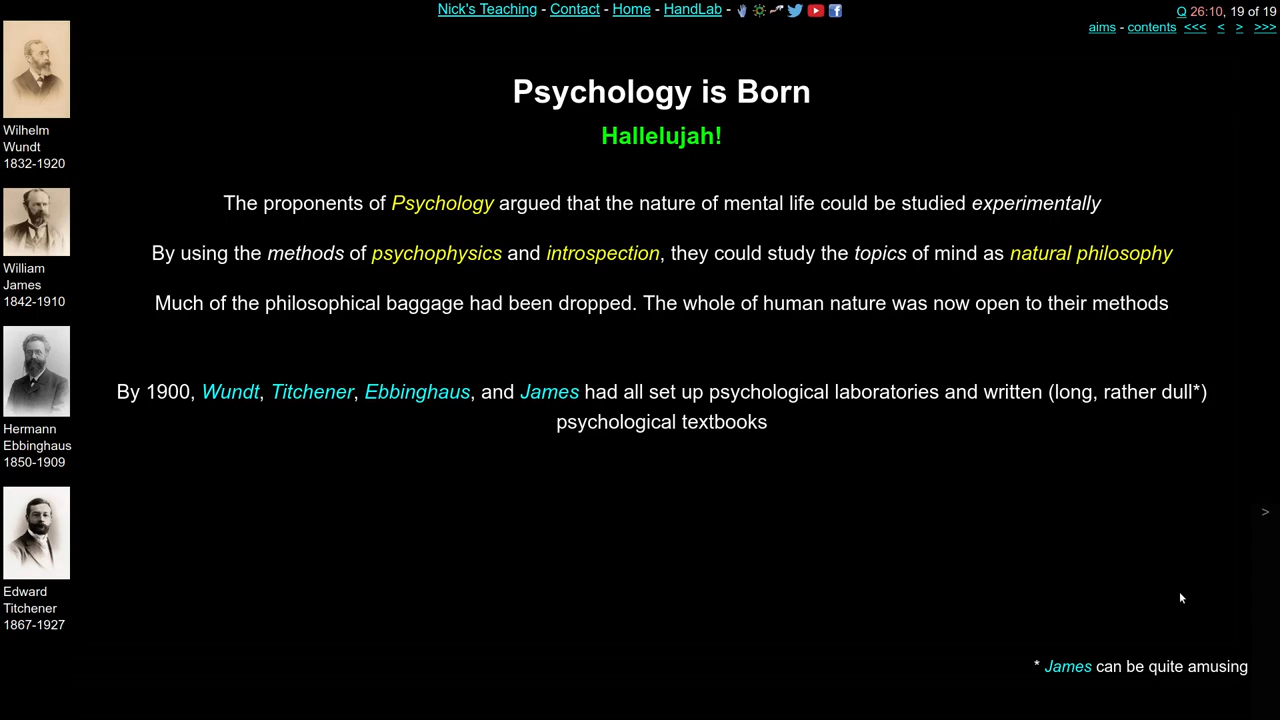 Nick's Teaching - Contact - Home - HandLab -
Q 26:10, 19 of 19
aims - contents <<< < > >>>
Wilhelm
Wundt
1832-1920
William
James
1842-1910
Hermann
Ebbinghaus
1850-1909
Edward
Titchener
1867-1927
Psychology is Born
Hallelujah!
The proponents of Psychology argued that the nature of mental life could be studied experimentally
By using the methods of psychophysics and introspection, they could study the topics of mind as natural philosophy
Much of the philosophical baggage had been dropped. The whole of human nature was now open to their methods
By 1900, Wundt, Titchener, Ebbinghaus, and James had all set up psychological laboratories and written (long, rather dull*)
psychological textbooks
>
* James can be quite amusing